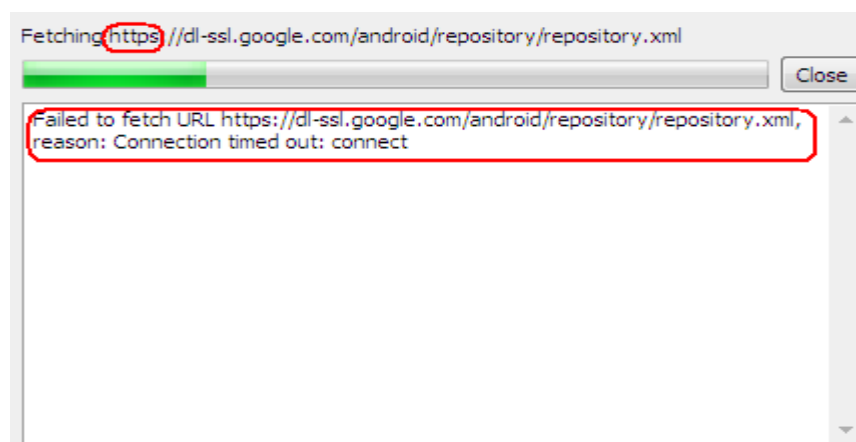 Fetching https://dl-ssl.google.com/android/repository/repository.xml
Close
Failed to fetch URL https://dl-ssl.google.com/android/repository/repository.xml,
reason: Connection timed out: connect